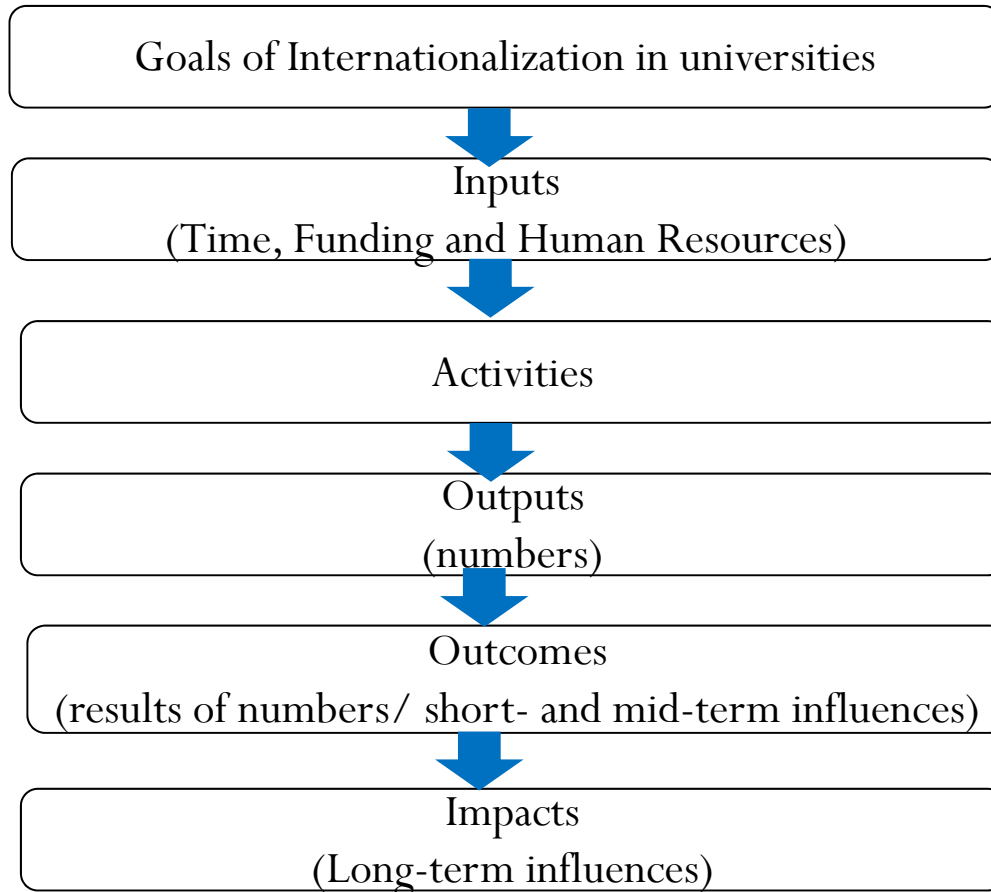 Goals of Internationalization in universities
Inputs
(Time, Funding and Human Resources)
Activities
Outputs
(numbers)
Outcomes
(results of numbers/ short- and mid-term influences)
Impacts
(Long-term influences)